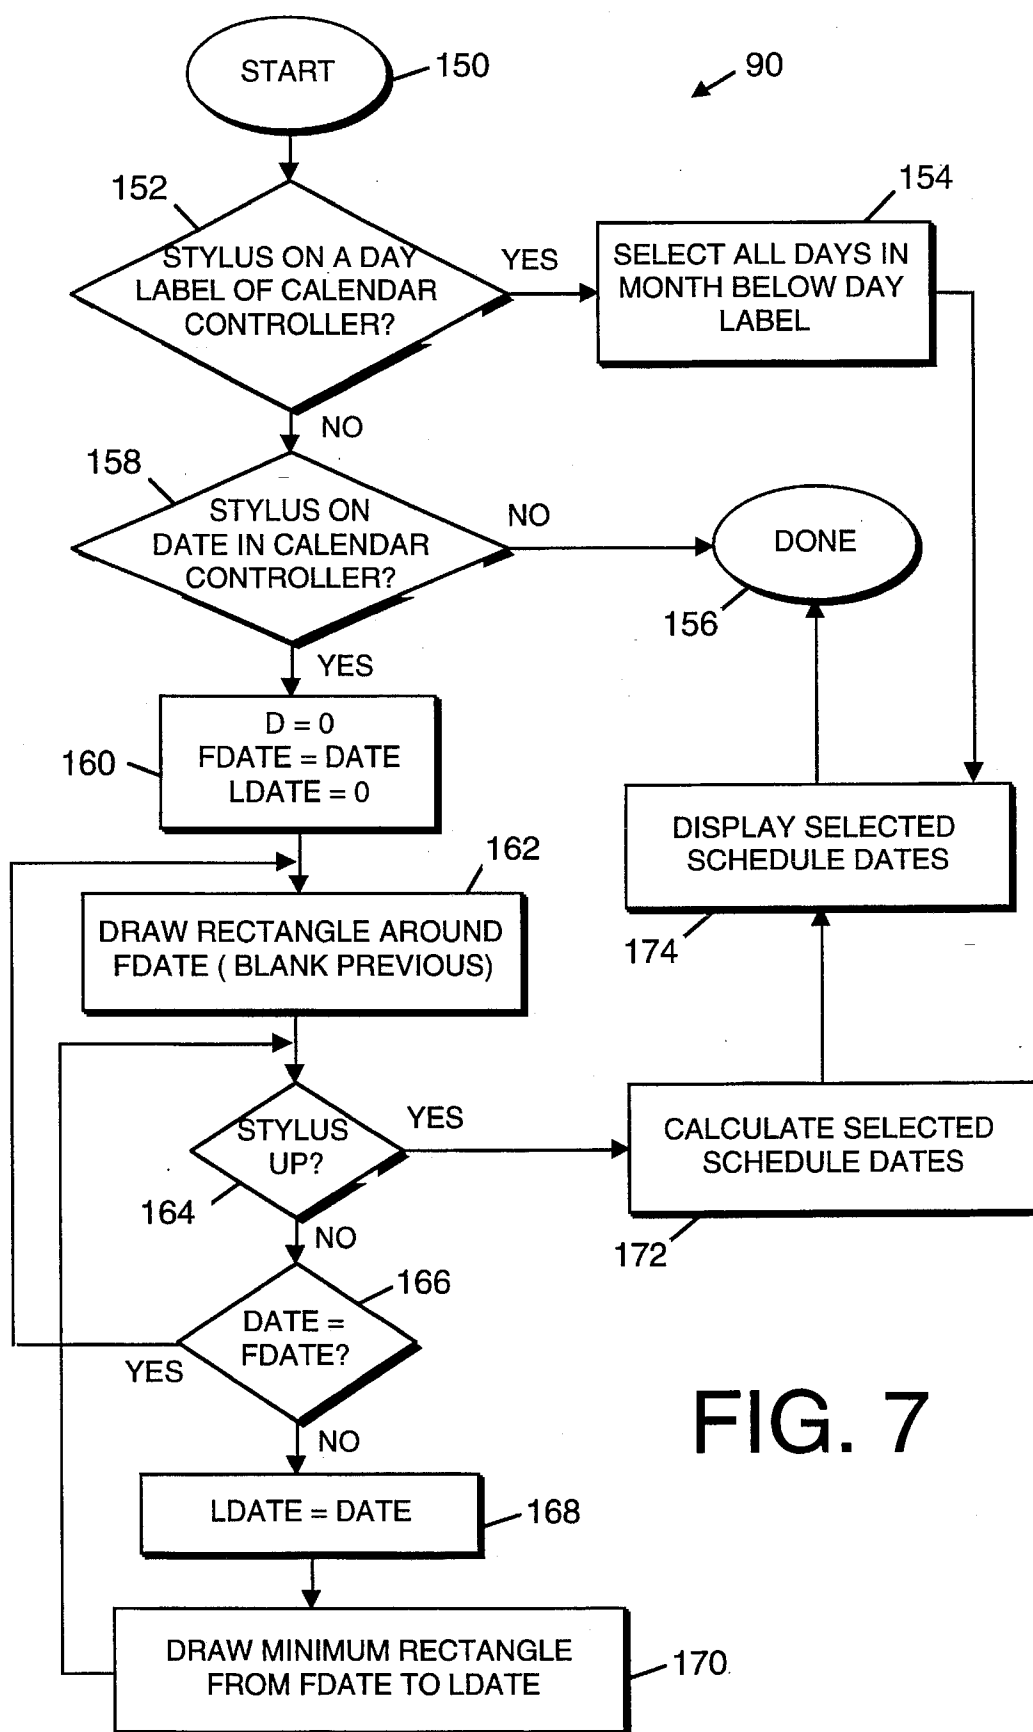 START
150
90
152
STYLUS ON A DAY
LABEL OF CALENDAR
CONTROLLER?
YES
154
SELECT ALL DAYS IN
MONTH BELOW DAY
LABEL
NO
158
STYLUS ON
DATE IN CALENDAR
CONTROLLER?
NO
DONE
156
YES
160
D = 0
FDATE = DATE
LDATE = 0
162
DRAW RECTANGLE AROUND
FDATE ( BLANK PREVIOUS)
DISPLAY SELECTED
SCHEDULE DATES
174
STYLUS
UP?
YES
164
CALCULATE SELECTED
SCHEDULE DATES
172
NO
166
DATE =
FDATE?
YES
NO
FIG. 7
LDATE = DATE
168
DRAW MINIMUM RECTANGLE
FROM FDATE TO LDATE
170